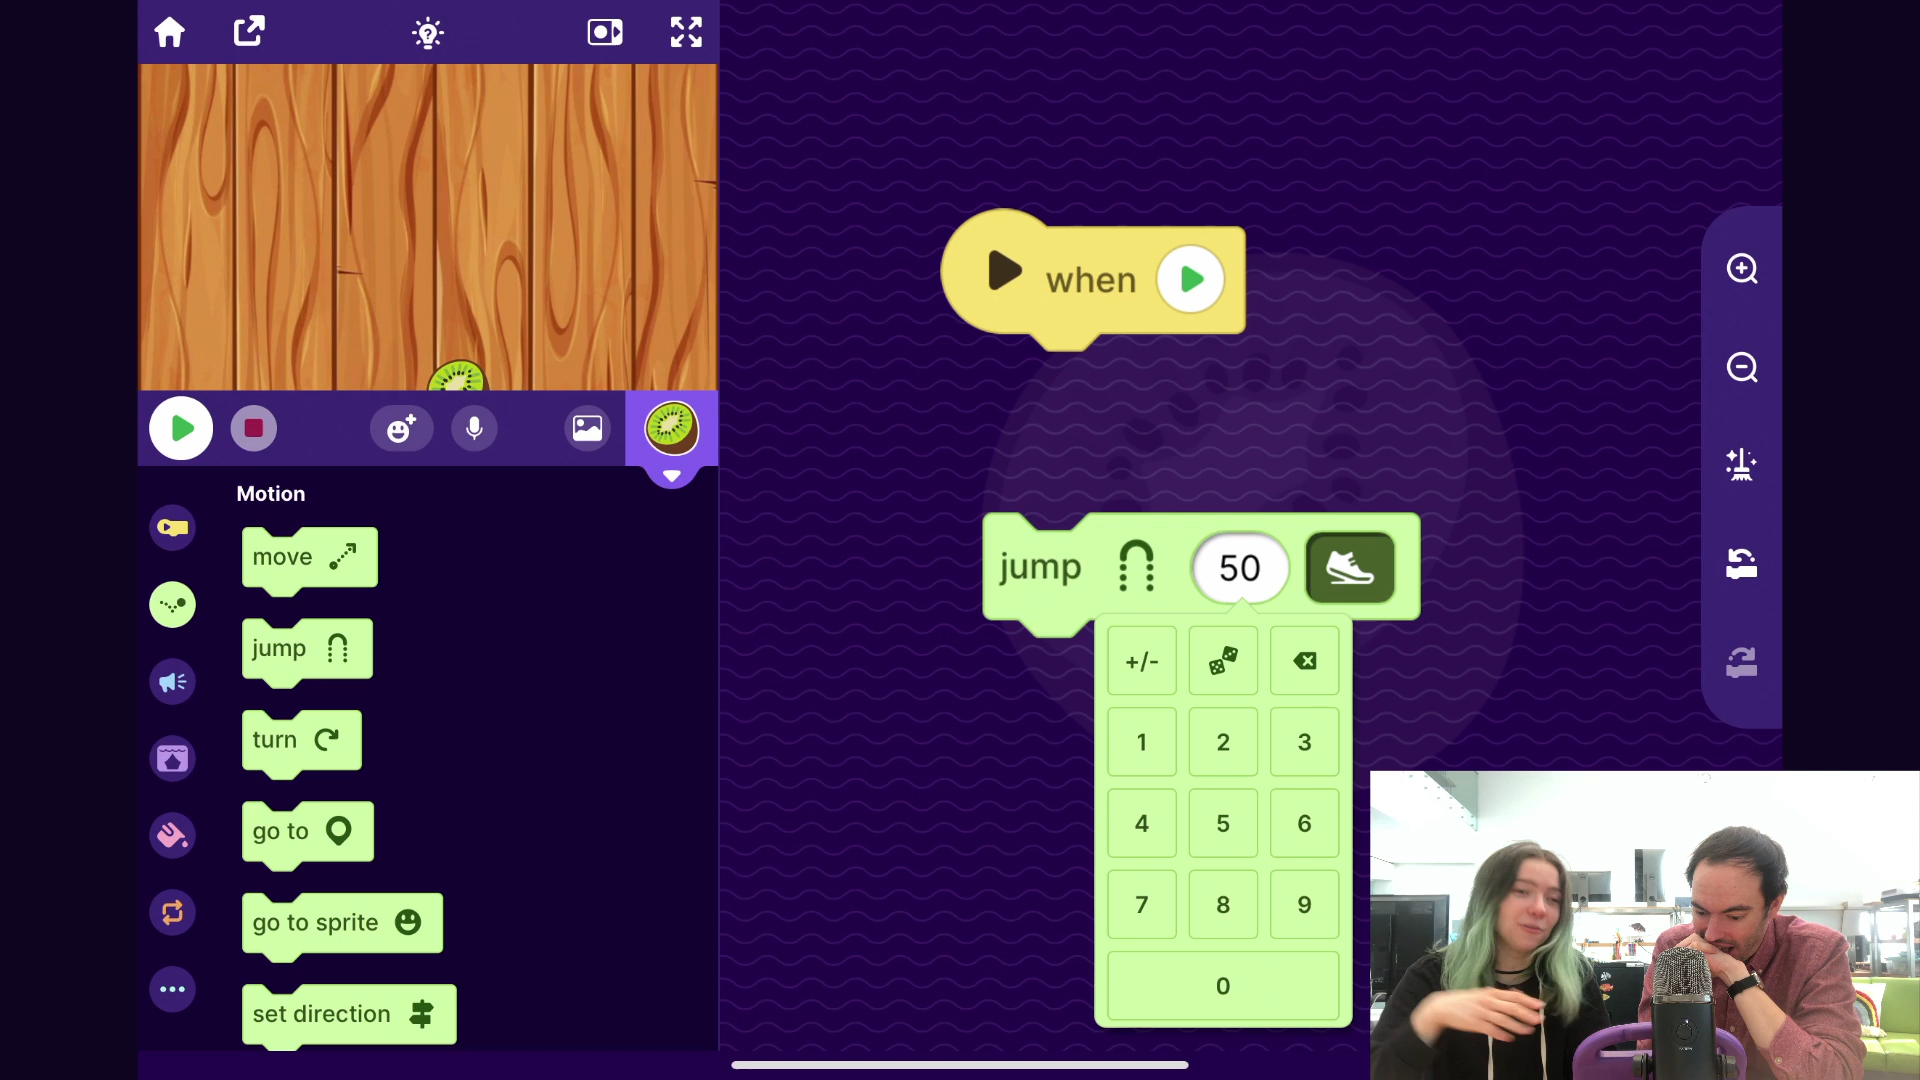 when
Motion
move
jump
turn
go to
go to sprite
set direction
jump 50
+/-
1 2 3
4 5 6
7 8 9
0